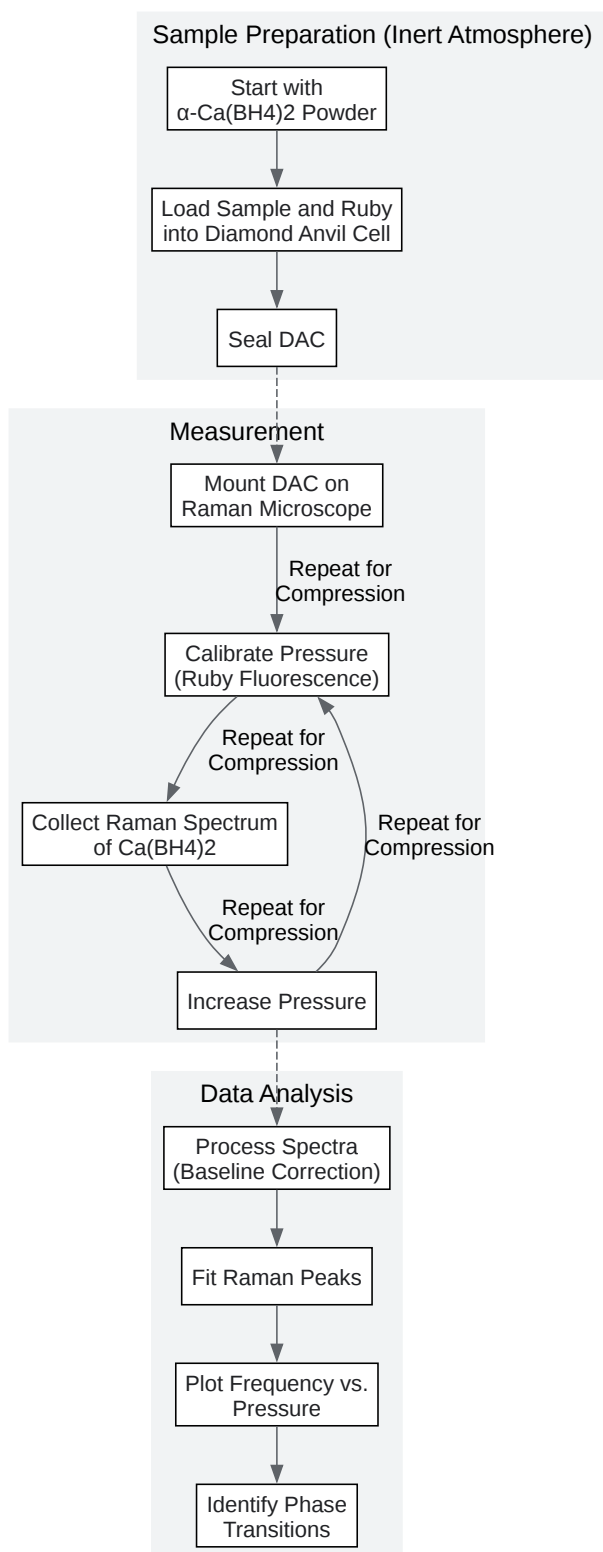 Sample Preparation (Inert Atmosphere)
Start with
α-Ca(BH4)2 Powder
Load Sample and Ruby
into Diamond Anvil Cell
Seal DAC
Measurement
Mount DAC on
Raman Microscope
Repeat for
Compression
Calibrate Pressure
(Ruby Fluorescence)
Repeat for
Compression
Collect Raman Spectrum
of Ca(BH4)2
Repeat for
Compression
Repeat for
Compression
Increase Pressure
Data Analysis
Process Spectra
(Baseline Correction)
Fit Raman Peaks
Plot Frequency vs.
Pressure
Identify Phase
Transitions